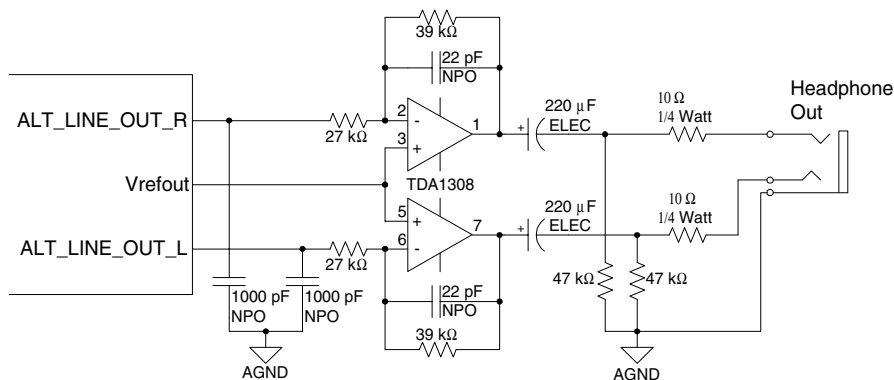 39 kΩ
22 pF
NPO
ALT_LINE_OUT_R
27 kΩ
2
-
3
+
1
+
220 µF
ELEC
10 Ω
1/4 Watt
Headphone
Out
Vrefout
TDA1308
ALT_LINE_OUT_L
27 kΩ
5
+
6
-
7
+
220 µF
ELEC
10 Ω
1/4 Watt
1000 pF
NPO
1000 pF
NPO
22 pF
NPO
39 kΩ
47 kΩ
47 kΩ
AGND
AGND